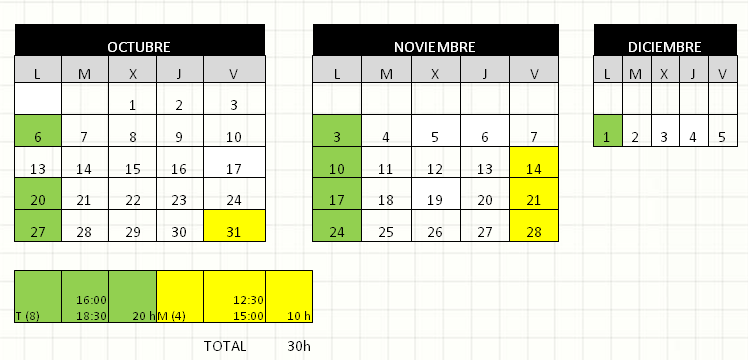 OCTUBRE NOVIEMBRE DICIEMBRE
L M X J V L M X J V L M X J V
1 2 3
6 7 8 9 10 3 4 5 6 7 1 2 3 4 5
13 14 15 16 17 10 11 12 13 14
20 21 22 23 24 17 18 19 20 21
27 28 29 30 31 24 25 26 27 28
16:00 12:30
T (8) 18:30 20 h M (4) 15:00 10 h
TOTAL 30h